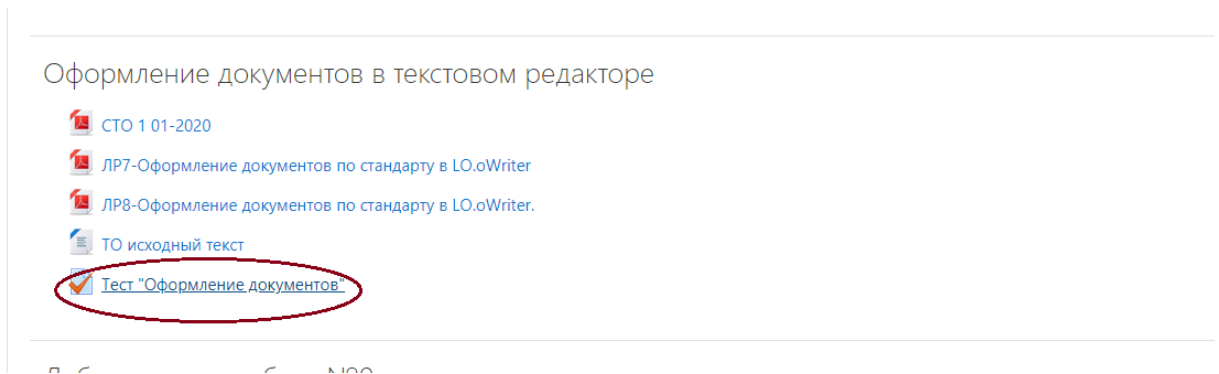 Оформление документов в текстовом редакторе
СТО 1 01-2020
ЛР7-Оформление документов по стандарту в LO.oWriter
ЛР8-Оформление документов по стандарту в LO.oWriter.
ТО исходный текст
Тест "Оформление документов"